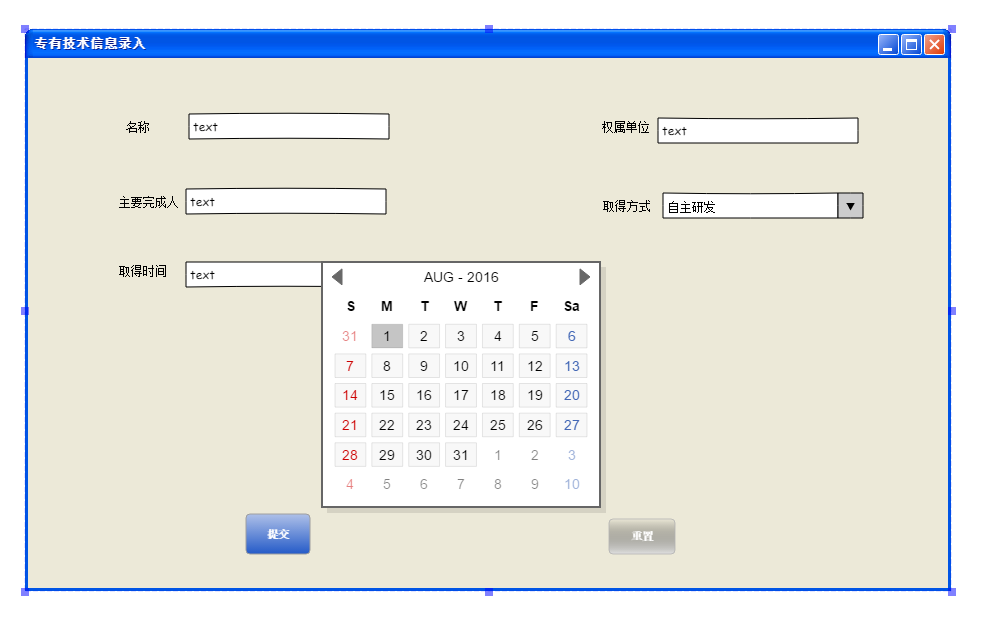 专有技术信息录入
名称 text 权属单位 text
主要完成人 text 取得方式 自主研发
取得时间 text
AUG - 2016
S M T W T F Sa
31 1 2 3 4 5 6
7 8 9 10 11 12 13
14 15 16 17 18 19 20
21 22 23 24 25 26 27
28 29 30 31 1 2 3
4 5 6 7 8 9 10
提交 重置